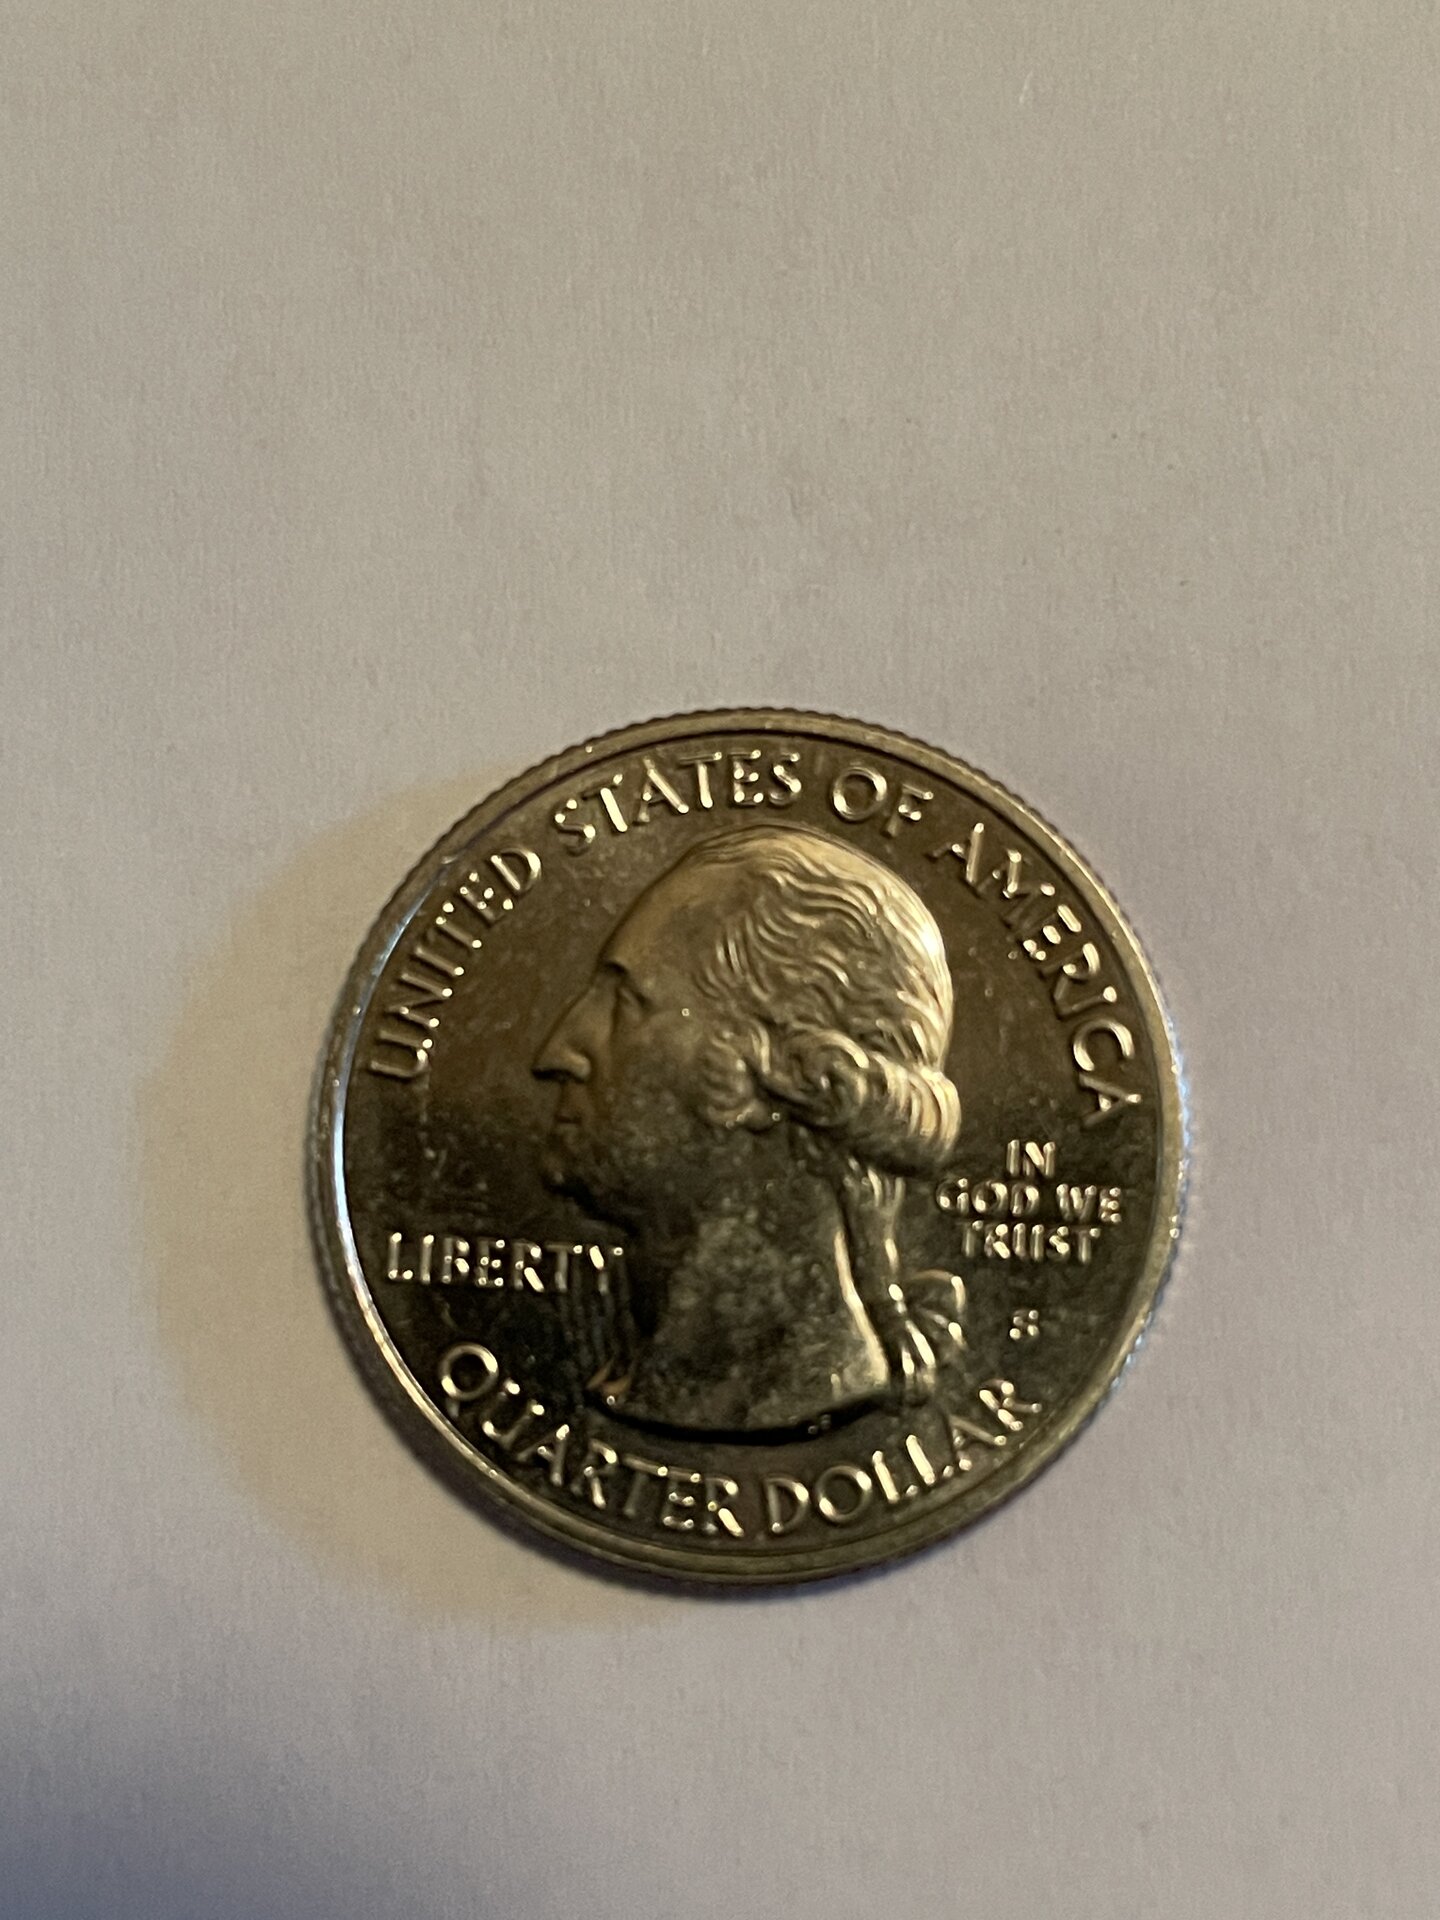 UNITED STATES OF AMERICA
IN
GOD WE
TRUST
LIBERTY
S
QUARTER DOLLAR